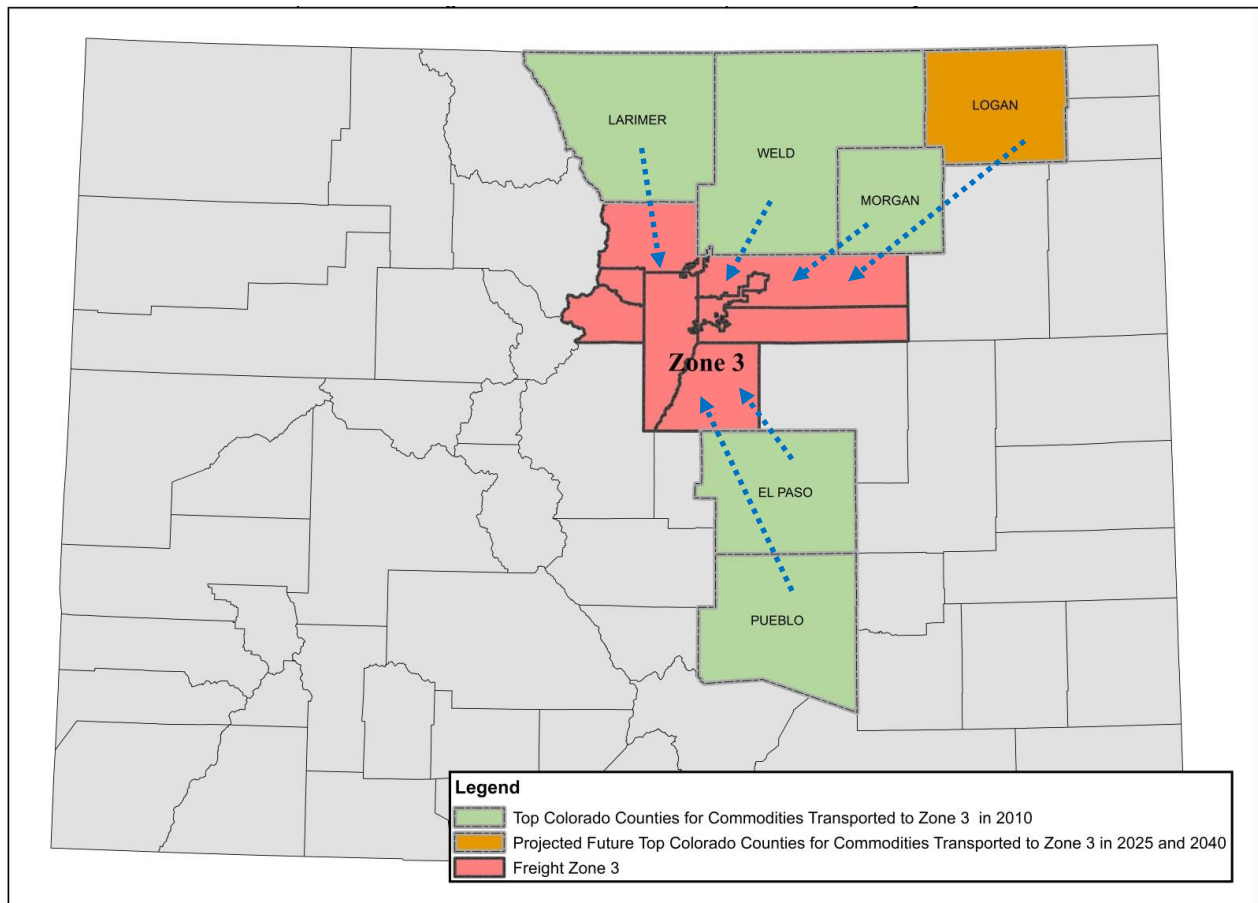 LOGAN
LARIMER
WELD
MORGAN
Zone 3
EL PASO
PUEBLO
Legend
Top Colorado Counties for Commodities Transported to Zone 3 in 2010
Projected Future Top Colorado Counties for Commodities Transported to Zone 3 in 2025 and 2040
Freight Zone 3